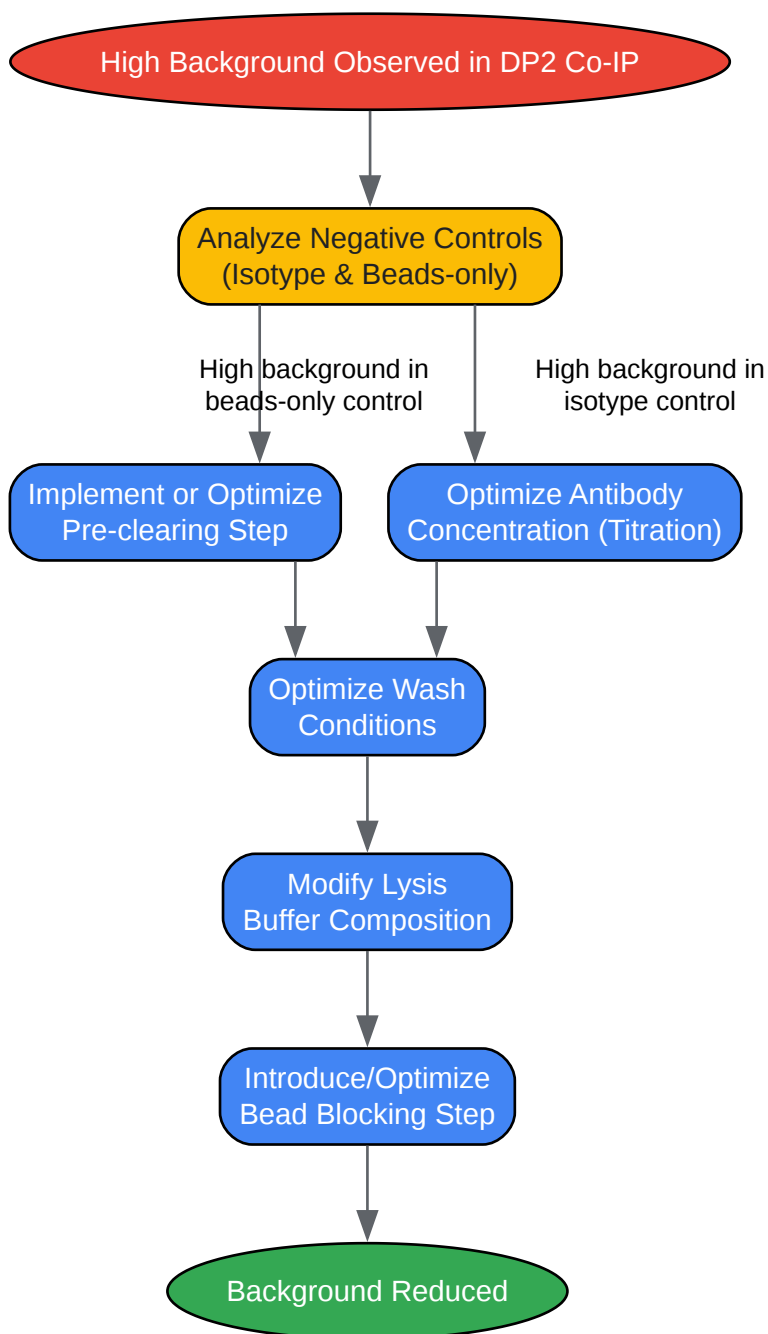 High Background Observed in DP2 Co-IP
Analyze Negative Controls
(Isotype & Beads-only)
High background in
beads-only control
High background in
isotype control
Implement or Optimize
Pre-clearing Step
Optimize Antibody
Concentration (Titration)
Optimize Wash
Conditions
Modify Lysis
Buffer Composition
Introduce/Optimize
Bead Blocking Step
Background Reduced